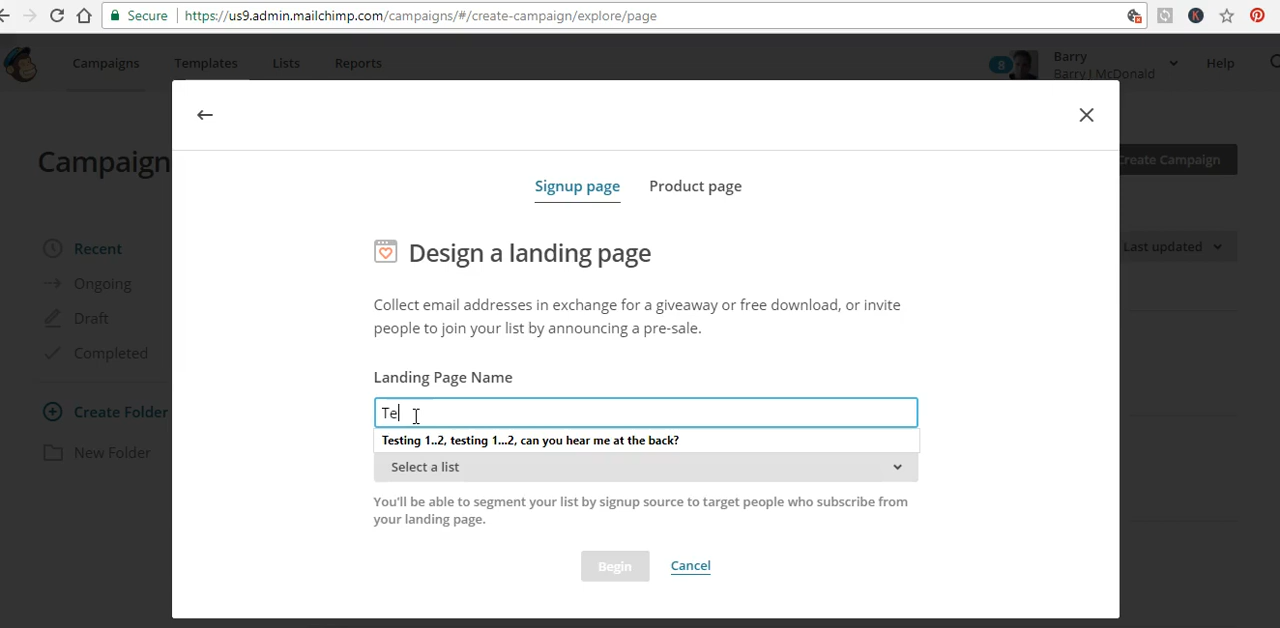 Secure https://us9.admin.mailchimp.com/campaigns/#/create-campaign/explore/page
K
Campaigns Templates Lists Reports 8 Barry Help
Barry J McDonald
Campaign
Create Campaign
Signup page Product page
Recent
Last updated
Design a landing page
Ongoing
Collect email addresses in exchange for a giveaway or free download, or invite
Draft
people to join your list by announcing a pre-sale.
Completed
Landing Page Name
Create Folder
Te
Testing 1..2, testing 1...2, can you hear me at the back?
New Folder
Select a list
You'll be able to segment your list by signup source to target people who subscribe from
your landing page.
Begin Cancel